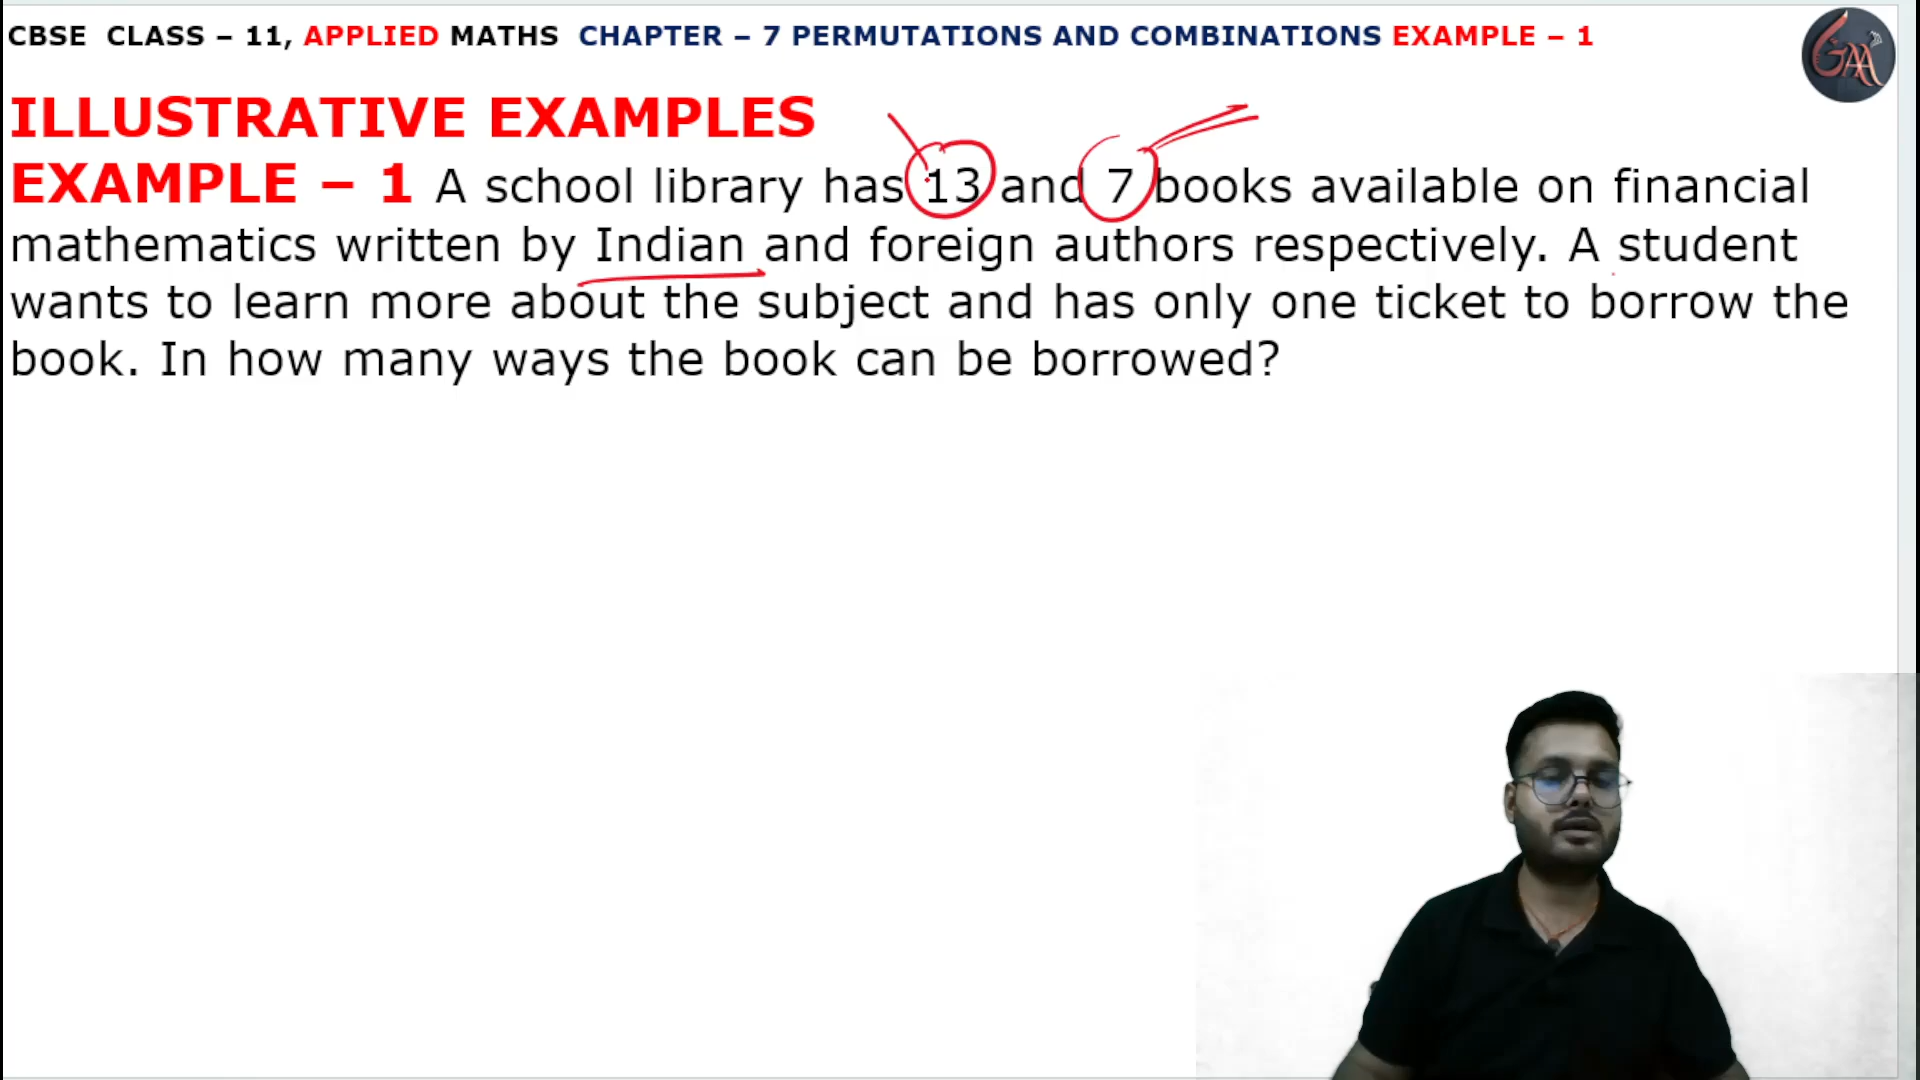 CBSE CLASS – 11, APPLIED MATHS CHAPTER – 7 PERMUTATIONS AND COMBINATIONS EXAMPLE – 1
ILLUSTRATIVE EXAMPLES
EXAMPLE – 1 A school library has 13 and 7 books available on financial
mathematics written by Indian and foreign authors respectively. A student
wants to learn more about the subject and has only one ticket to borrow the
book. In how many ways the book can be borrowed?